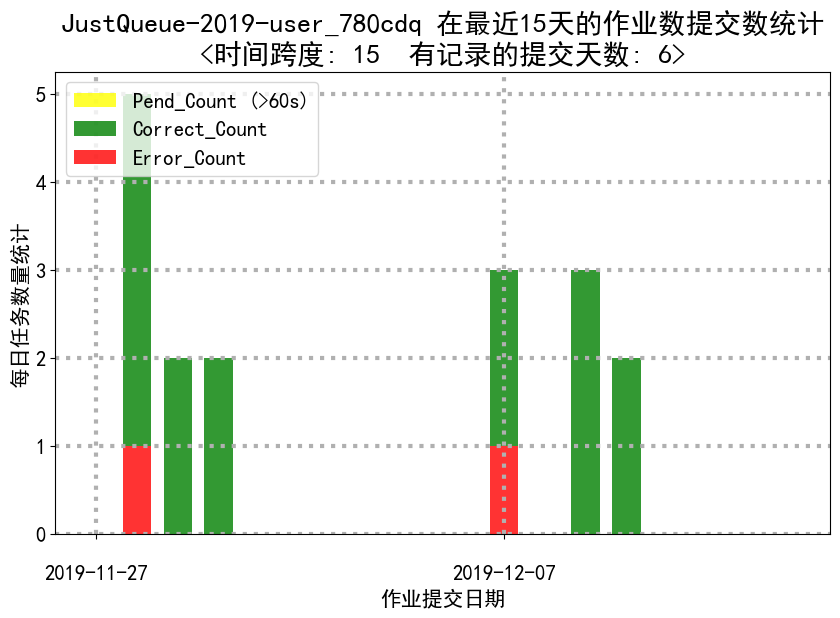 JustQueue-2019-user_780cdq 在最近15天的作业数提交数统计
<时间跨度: 15  有记录的提交天数: 6>
Pend_Count (>60s)
Correct_Count
Error_Count
每日任务数量统计
5
4
3
2
1
0
2019-11-27
2019-12-07
作业提交日期